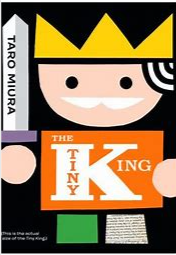 TARO MIURA
THE
TINY
KING
(This is the actual
size of the Tiny King.)